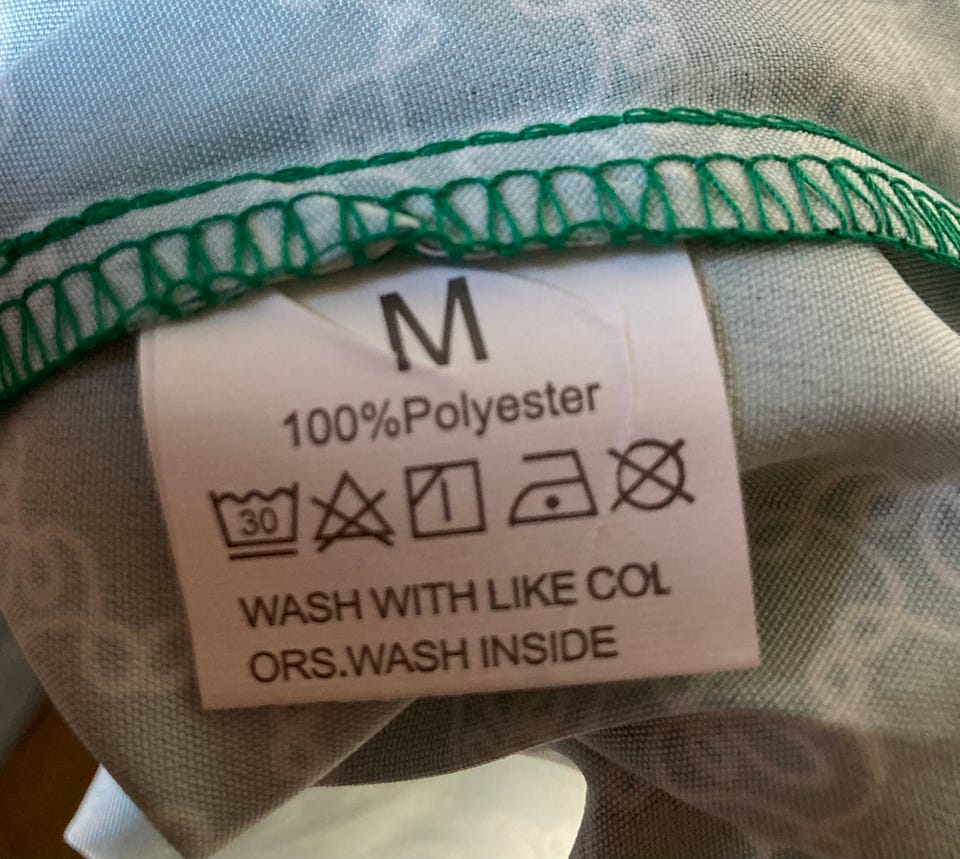 M
100%Polyester
30
WASH WITH LIKE COL
ORS.WASH INSIDE